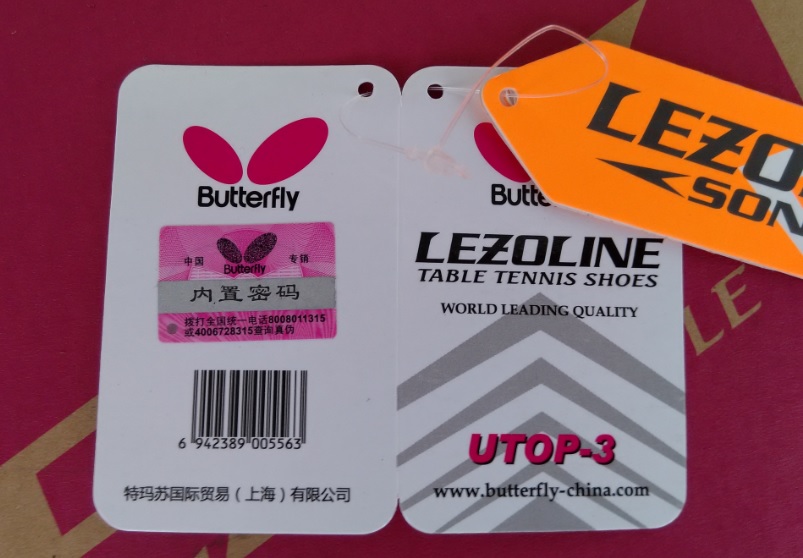 Butterfly
中国
Butterfly
专销
内置密码
拨打全国统一电话8008011315
或4006728315查询真伪
6 942389 005563
特玛苏国际贸易（上海）有限公司
LEZOLINE
TABLE TENNIS SHOES
WORLD LEADING QUALITY
UTOP-3
www.butterfly-china.com
LE